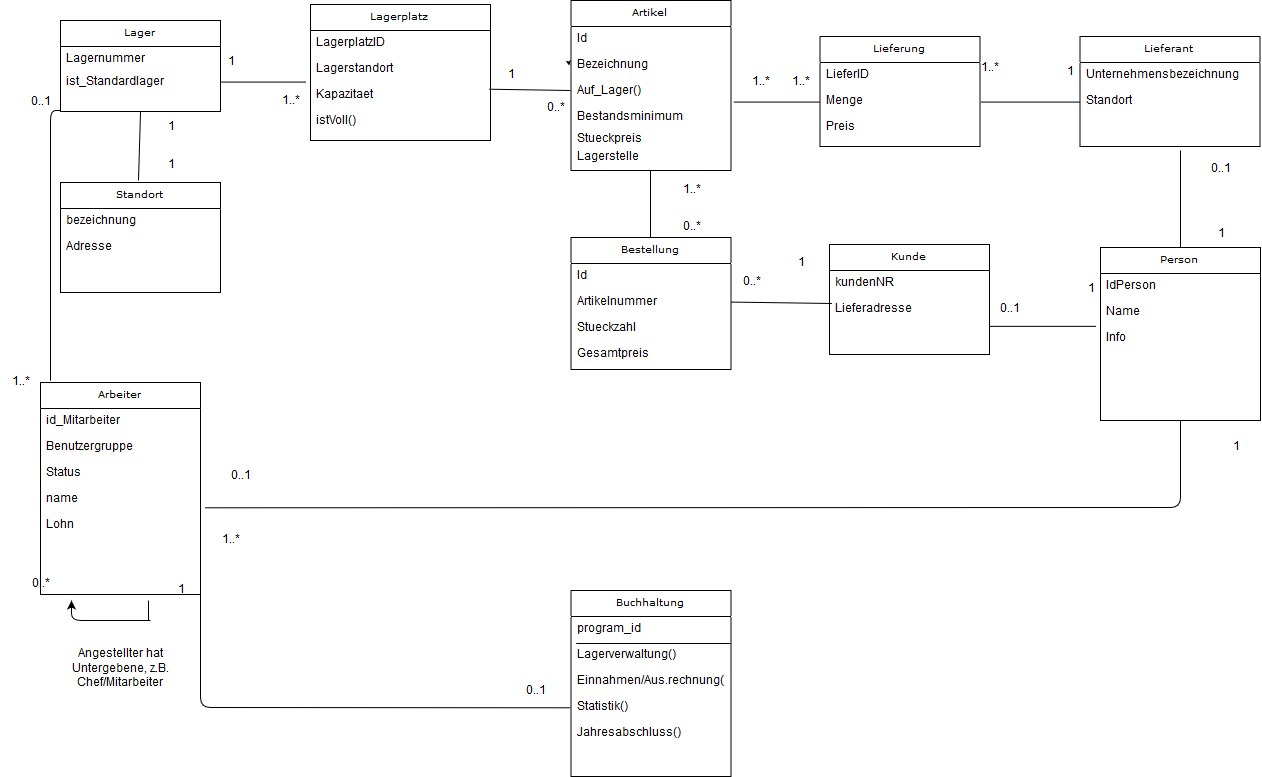 Lager
Lagernummer
ist_Standardlager
1
1..*
0..1
1
1
Lagerplatz
LagerplatzID
Lagerstandort
Kapazitaet
istVoll()
1
0..*
Artikel
Id
Bezeichnung
Auf_Lager()
Bestandsminimum
Stueckpreis
Lagerstelle
1..*
1..*
Lieferung
LieferID
Menge
Preis
1..*
1
Lieferant
Unternehmensbezeichnung
Standort
0..1
1
Standort
bezeichnung
Adresse
1..*
0..*
Bestellung
Id
Artikelnummer
Stueckzahl
Gesamtpreis
0..*
1
Kunde
kundenNR
Lieferadresse
0..1
1
Person
IdPerson
Name
Info
1
1..*
Arbeiter
id_Mitarbeiter
Benutzergruppe
Status
name
Lohn
0..1
1..*
0..*
1
Angestellter hat
Untergebene, z.B.
Chef/Mitarbeiter
0..1
Buchhaltung
program_id
Lagerverwaltung()
Einnahmen/Aus.rechnung(
Statistik()
Jahresabschluss()